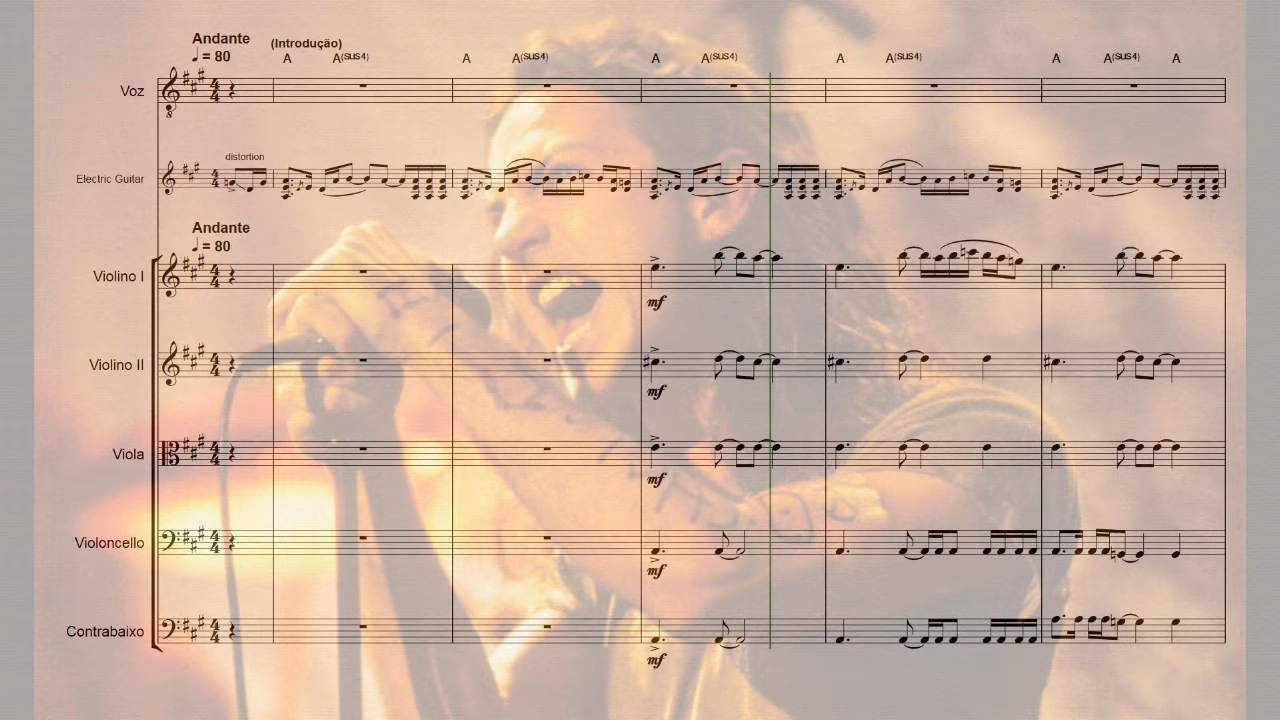 Andante
♩ = 80
(Introdução)
A A(SUS4) A A(SUS4) A A(SUS4) A A(SUS4) A A(SUS4) A
Voz
8
distortion
Electric Guitar
Andante
♩ = 80
Violino I
mf
Violino II
mf
Viola
mf
Violoncello
mf
Contrabaixo
mf